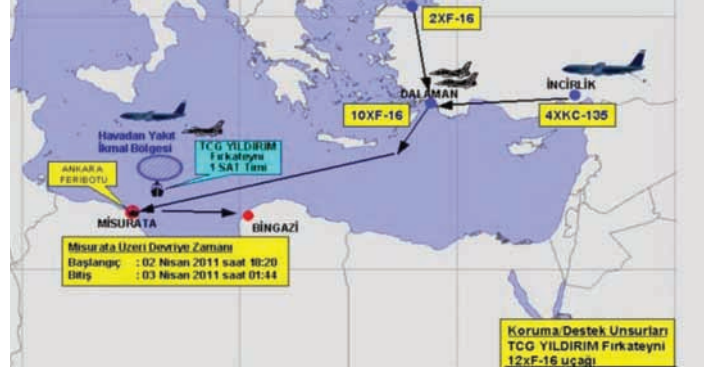 2XF-16
DALAMAN
İNCİRLİK
10XF-16
4XKC-135
Havadan Yakıt
İkmal Bölgesi
TCG YILDIRIM
Fırkateyni
1 SAT Timi
ANKARA
FERİBOTU
MİSURATA
BİNGAZİ
Misurata Üzeri Devriye Zamanı
Başlangıç : 02 Nisan 2011 saat 18:20
Bitiş : 03 Nisan 2011 saat 01:44
Koruma/Destek Unsurları
TCG YILDIRIM Fırkateyni
12xF-16 uçağı